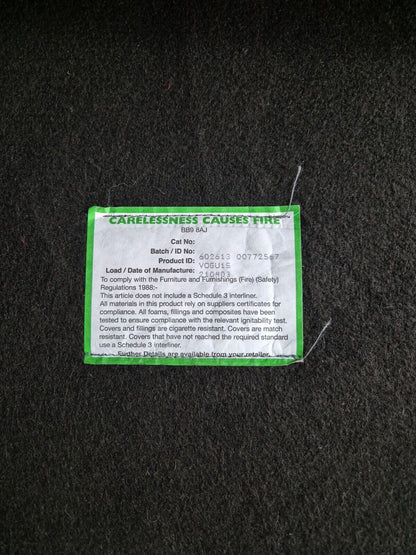 CARELESSNESS CAUSES FIRE
BB9 8AJ
Cat No:
Batch / ID No: 602613 00772567
Product ID: VOGU1S
Load / Date of Manufacture: 210403
To comply with the Furniture and Furnishings (Fire) (Safety)
Regulations 1988:-
This article does not include a Schedule 3 interliner.
All materials in this product rely on suppliers certificates for
compliance. All foams, fillings and composites have been
tested to ensure compliance with the relevant ignitability test.
Covers and fillings are cigarette resistant. Covers are match
resistant. Covers that have not reached the required standard
use a Schedule 3 interliner.
Further Details are available from your retailer.